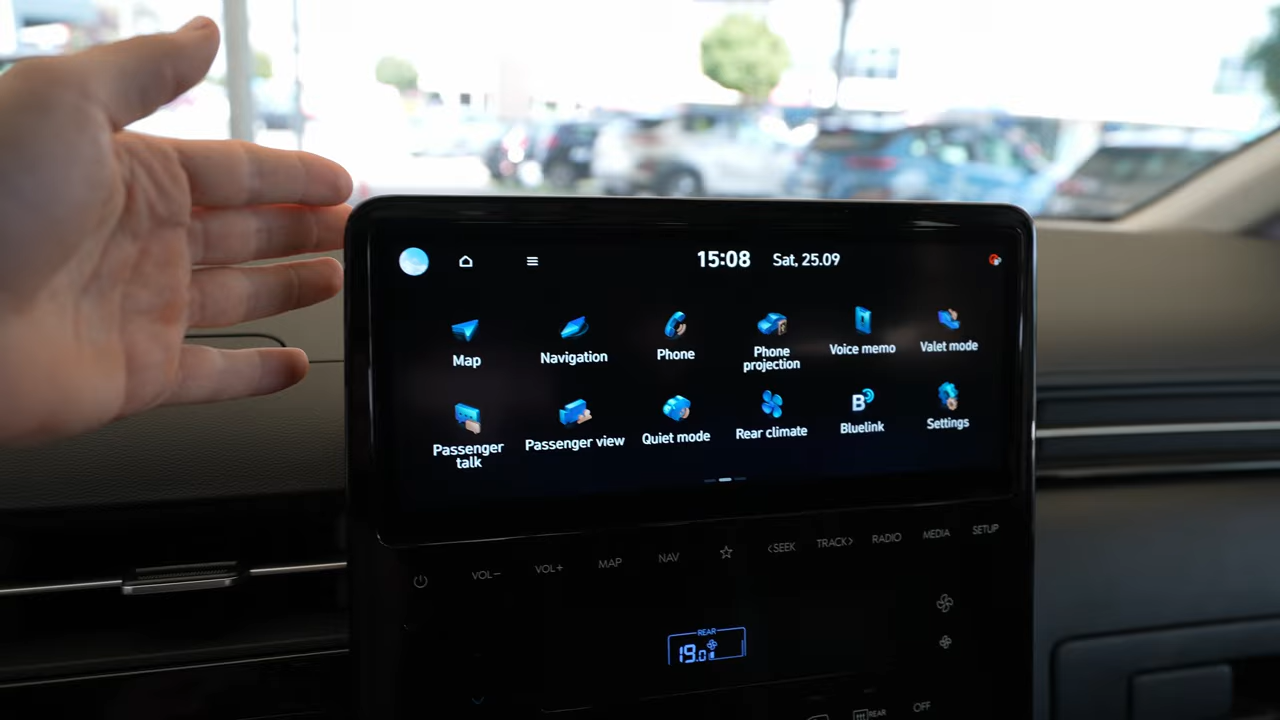 15:08 Sat, 25.09
Map
Navigation
Phone
Phone
projection
Voice memo
Valet mode
Passenger
talk
Passenger view
Quiet mode
Rear climate
Bluelink
Settings
VOL−
VOL+
MAP
NAV
<SEEK
TRACK>
RADIO
MEDIA
SETUP
REAR
19.0
REAR
OFF